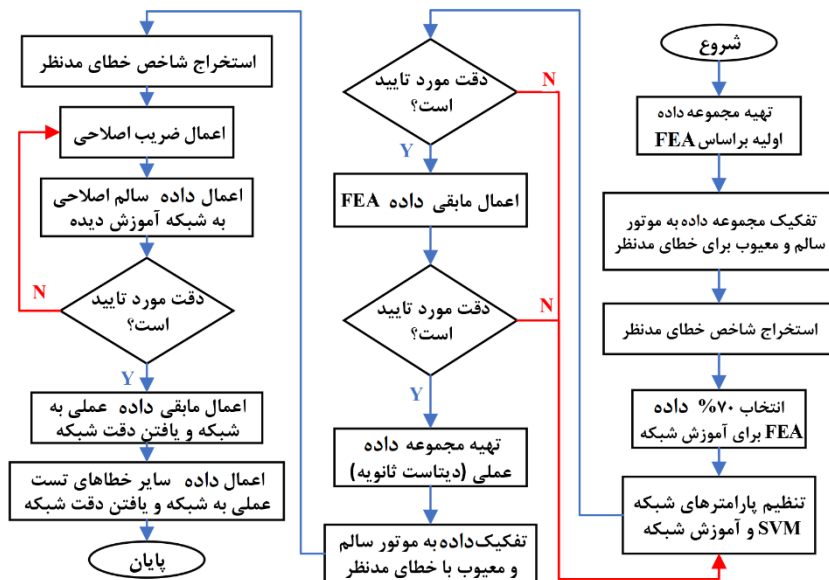 شروع
تهیه مجموعه داده
اولیه براساس FEA
تفکیک مجموعه داده به موتور
سالم و معیوب برای خطای مدنظر
استخراج شاخص خطای مدنظر
انتخاب ۷۰% داده
FEA برای آموزش شبکه
تنظیم پارامترهای شبکه
SVM و آموزش شبکه
دقت مورد تایید
است؟
N
Y
اعمال مابقی داده FEA
دقت مورد تایید
است؟
N
Y
تهیه مجموعه داده
عملی (دیتاست ثانویه)
تفکیک داده به موتور سالم
و معیوب با خطای مدنظر
استخراج شاخص خطای مدنظر
اعمال ضریب اصلاحی
اعمال داده سالم اصلاحی
به شبکه آموزش دیده
دقت مورد تایید
است؟
N
Y
اعمال مابقی داده عملی به
شبکه و یافتن دقت شبکه
اعمال داده سایر خطاهای تست
عملی به شبکه و یافتن دقت شبکه
پایان